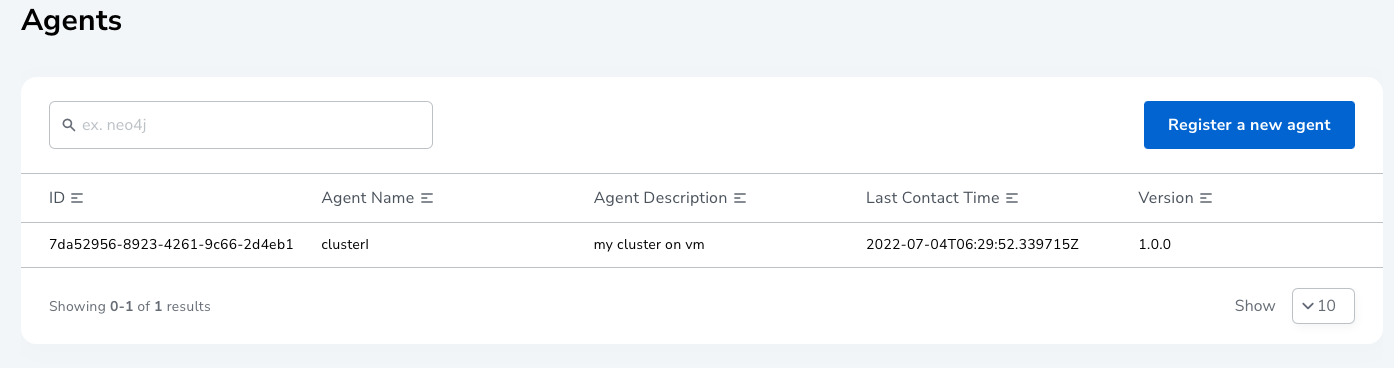 Agents
ex. neo4j
Register a new agent
ID Agent Name Agent Description Last Contact Time Version
7da52956-8923-4261-9c66-2d4eb1 clusterI my cluster on vm 2022-07-04T06:29:52.339715Z 1.0.0
Showing 0-1 of 1 results
Show 10